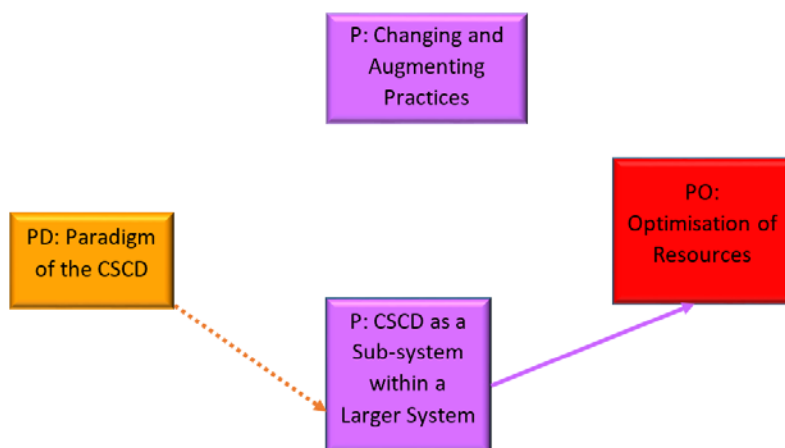 P: Changing and
Augmenting
Practices
PO:
Optimisation of
Resources
PD: Paradigm
of the CSCD
P: CSCD as a
Sub-system
within a
Larger System